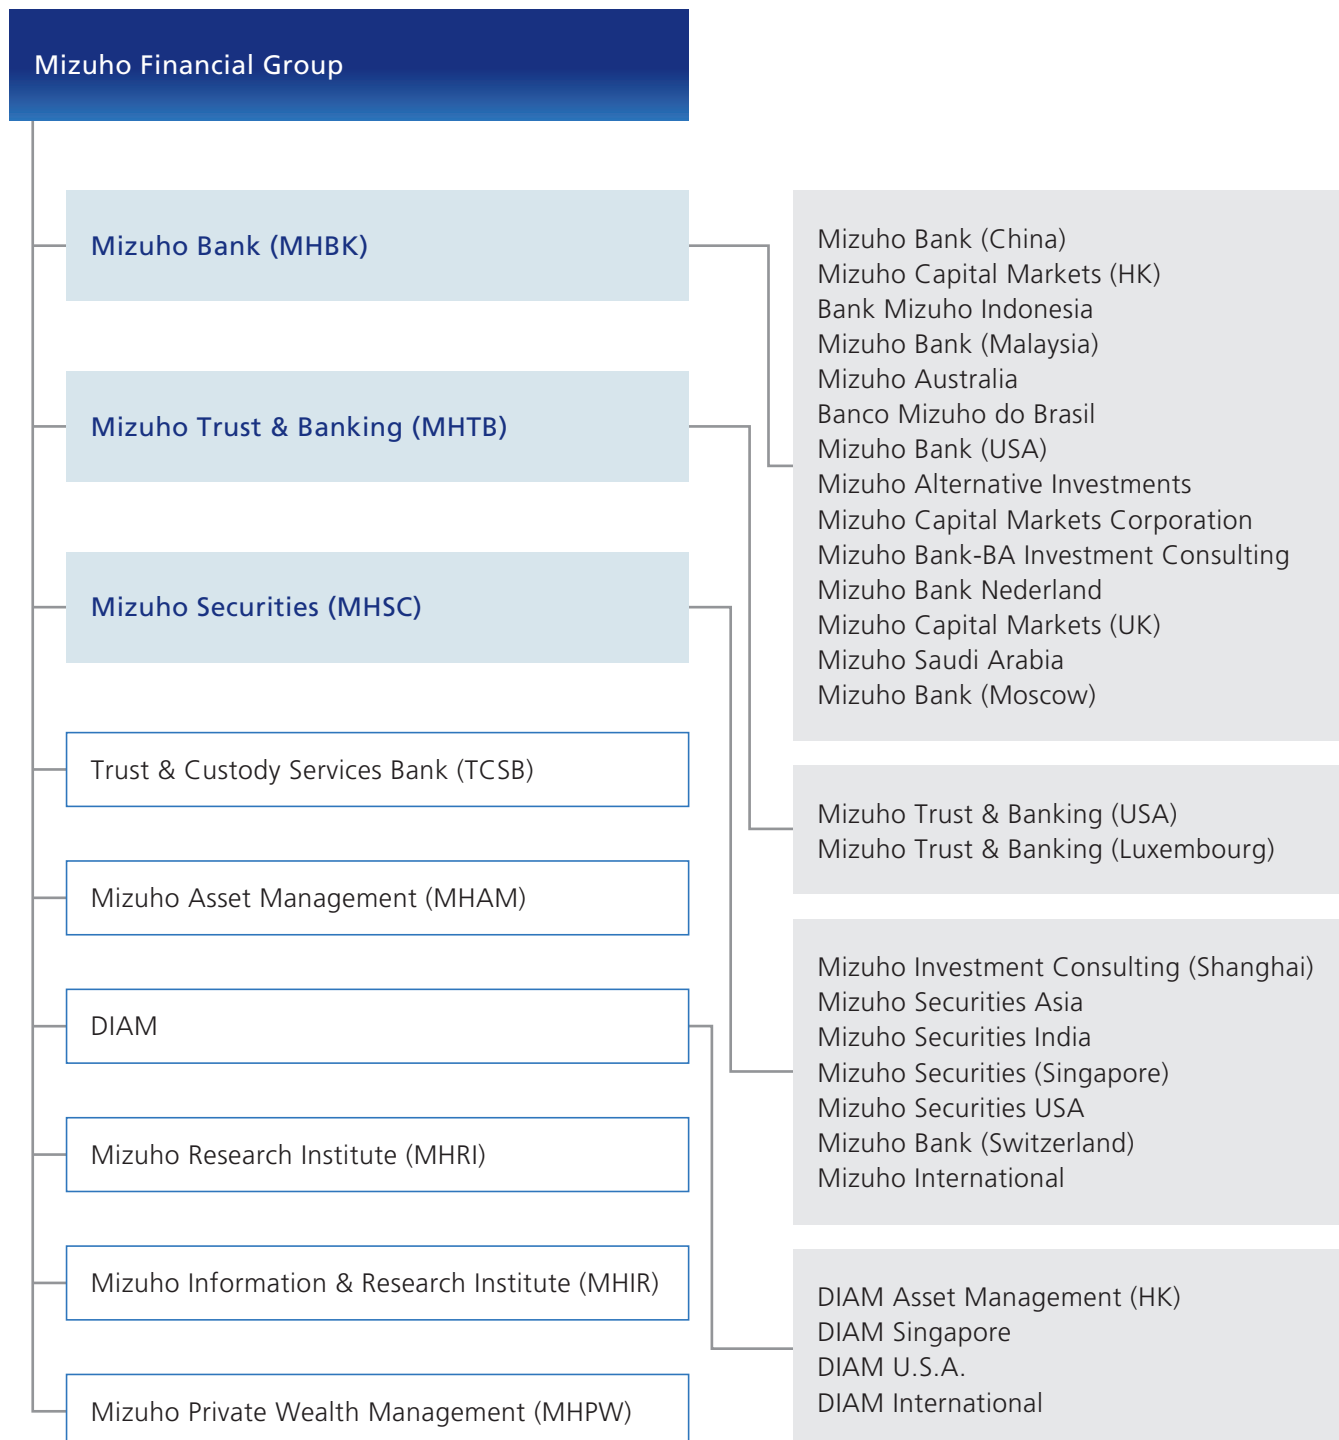 Mizuho Financial Group
Mizuho Bank (MHBK)
Mizuho Trust & Banking (MHTB)
Mizuho Securities (MHSC)
Trust & Custody Services Bank (TCSB)
Mizuho Asset Management (MHAM)
DIAM
Mizuho Research Institute (MHRI)
Mizuho Information & Research Institute (MHIR)
Mizuho Private Wealth Management (MHPW)
Mizuho Bank (China)
Mizuho Capital Markets (HK)
Bank Mizuho Indonesia
Mizuho Bank (Malaysia)
Mizuho Australia
Banco Mizuho do Brasil
Mizuho Bank (USA)
Mizuho Alternative Investments
Mizuho Capital Markets Corporation
Mizuho Bank-BA Investment Consulting
Mizuho Bank Nederland
Mizuho Capital Markets (UK)
Mizuho Saudi Arabia
Mizuho Bank (Moscow)
Mizuho Trust & Banking (USA)
Mizuho Trust & Banking (Luxembourg)
Mizuho Investment Consulting (Shanghai)
Mizuho Securities Asia
Mizuho Securities India
Mizuho Securities (Singapore)
Mizuho Securities USA
Mizuho Bank (Switzerland)
Mizuho International
DIAM Asset Management (HK)
DIAM Singapore
DIAM U.S.A.
DIAM International